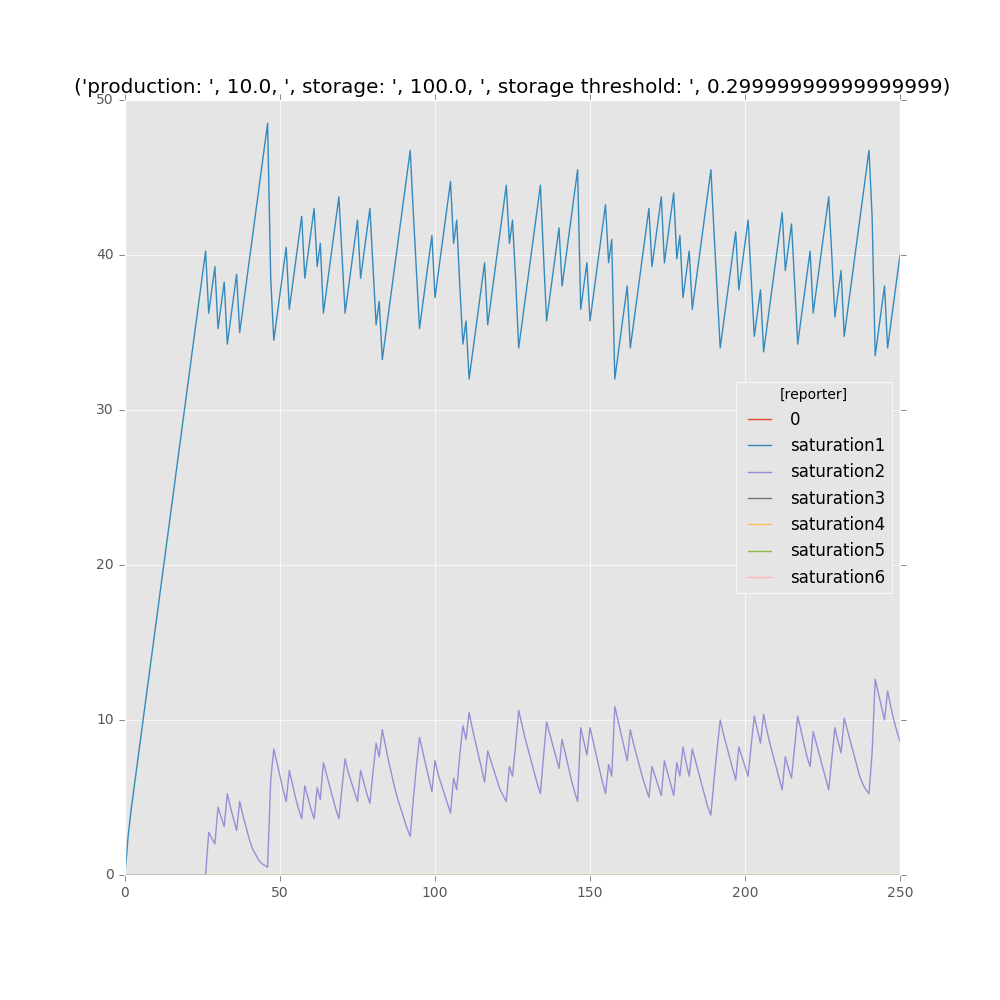 ('production: ', 10.0, ', storage: ', 100.0, ', storage threshold: ', 0.29999999999999999)
50
40
30
20
10
0
[reporter]
0
saturation1
saturation2
saturation3
saturation4
saturation5
saturation6
0 50 100 150 200 250